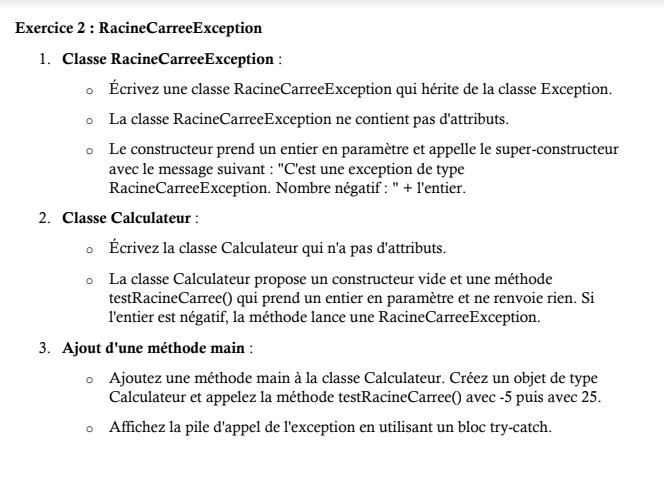 Exercice 2 : RacineCarreeException
1. Classe RacineCarreeException :
o Écrivez une classe RacineCarreeException qui hérite de la classe Exception.
o La classe RacineCarreeException ne contient pas d'attributs.
o Le constructeur prend un entier en paramètre et appelle le super-constructeur
avec le message suivant : "C'est une exception de type
RacineCarreeException. Nombre négatif : " + l'entier.
2. Classe Calculateur :
o Écrivez la classe Calculateur qui n'a pas d'attributs.
o La classe Calculateur propose un constructeur vide et une méthode
testRacineCarree() qui prend un entier en paramètre et ne renvoie rien. Si
l'entier est négatif, la méthode lance une RacineCarreeException.
3. Ajout d'une méthode main :
o Ajoutez une méthode main à la classe Calculateur. Créez un objet de type
Calculateur et appelez la méthode testRacineCarree() avec -5 puis avec 25.
o Affichez la pile d'appel de l'exception en utilisant un bloc try-catch.